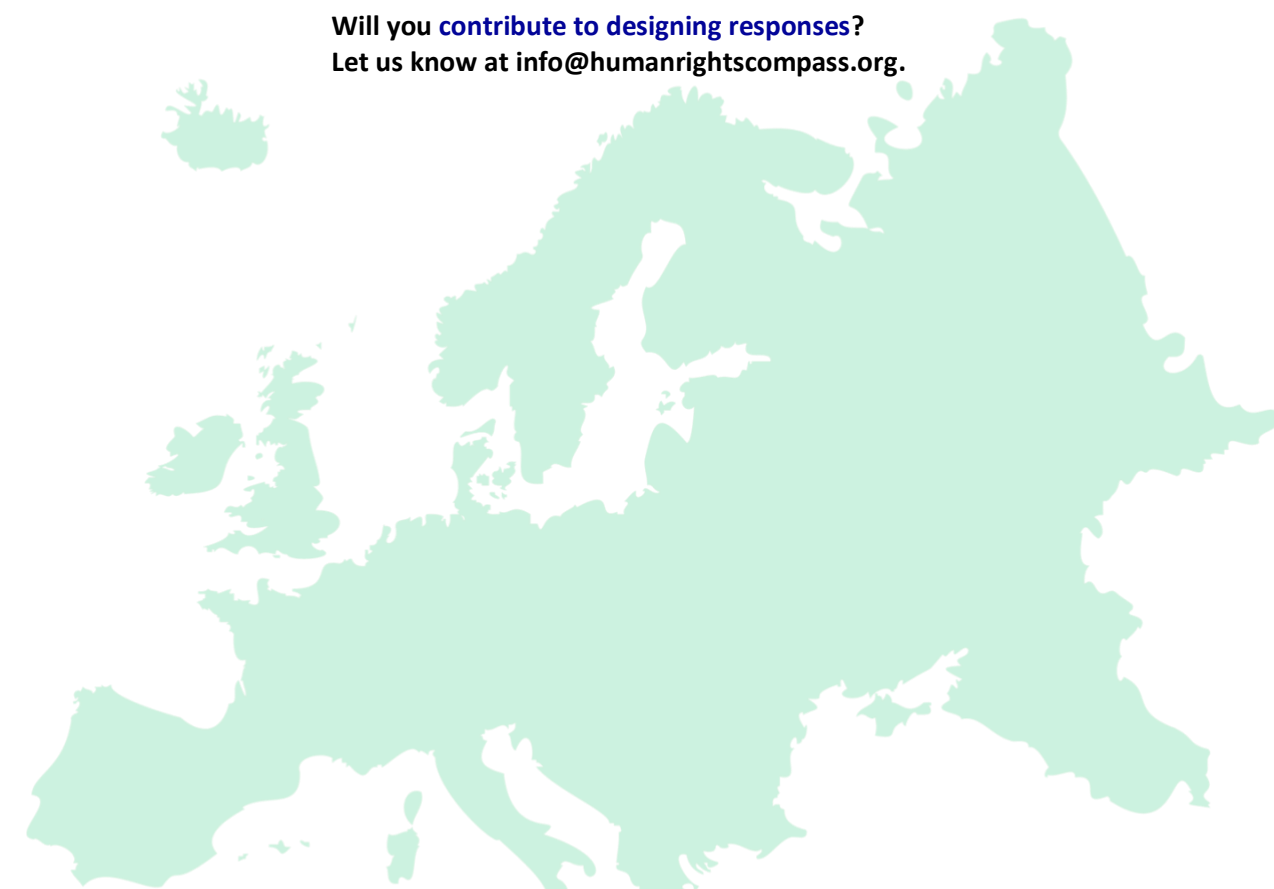 Will you contribute to designing responses?
Let us know at info@humanrightscompass.org.